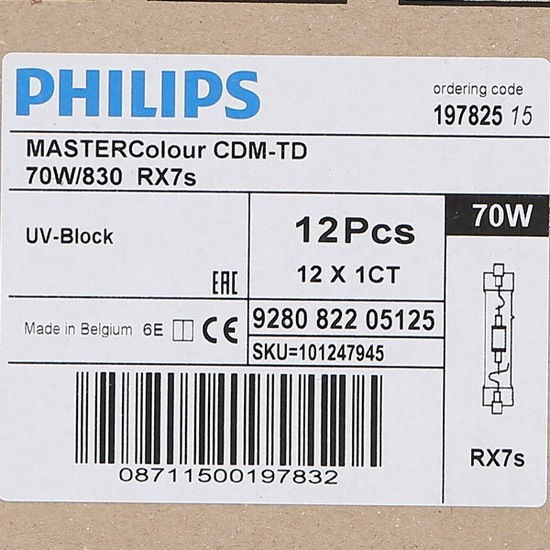 PHILIPS
ordering code
197825 15
MASTERColour CDM-TD
70W/830 RX7s
UV-Block
EAC
12Pcs
12 X 1CT
70W
Made in Belgium 6E CE
9280 822 05125
SKU=101247945
08711500197832
RX7s